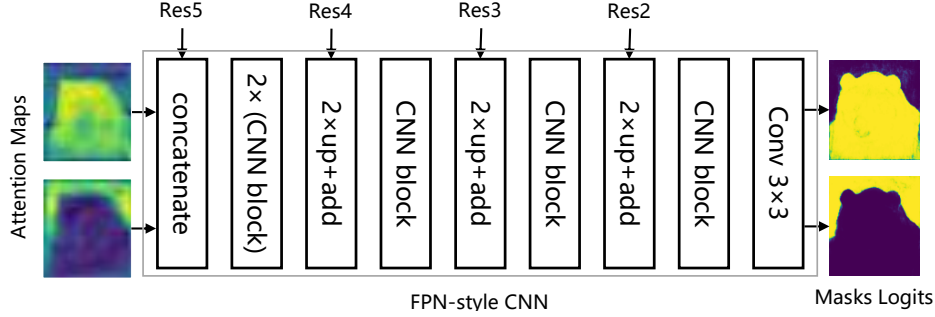 Res5
Res4
Res3
Res2
Attention Maps
concatenate
2× (CNN block)
2×up+add
CNN block
2×up+add
CNN block
2×up+add
CNN block
Conv 3×3
FPN-style CNN
Masks Logits